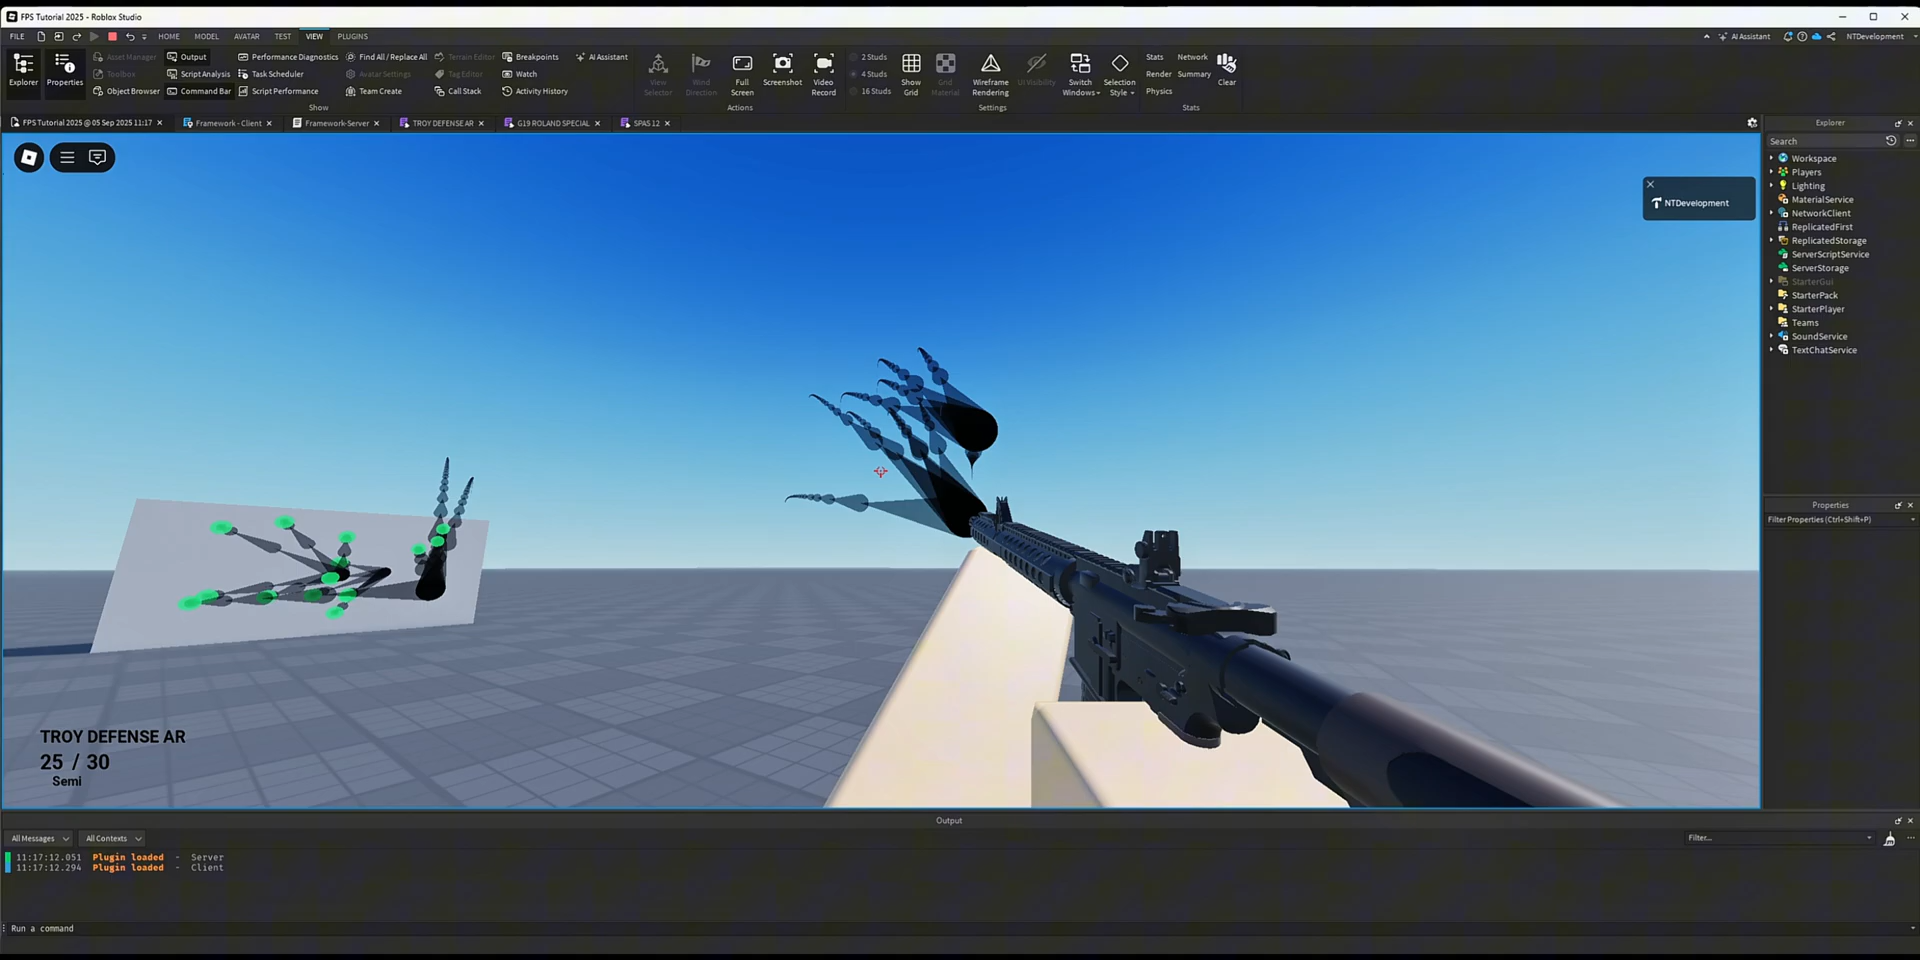 FPS Tutorial 2025 - Roblox Studio
FILE HOME MODEL AVATAR TEST VIEW PLUGINS AI Assistant NTDevelopment
Explorer
Properties
Asset Manager
Toolbox
Object Browser
Output
Script Analysis
Command Bar
Performance Diagnostics
Task Scheduler
Script Performance
Find All / Replace All
Avatar Settings
Team Create
Terrain Editor
Tag Editor
Call Stack
Breakpoints
Watch
Activity History
AI Assistant
Show
View Selector
Wind Direction
Full Screen
Screenshot
Video Record
Actions
2 Studs
4 Studs
16 Studs
Show Grid
Grid Material
Wireframe Rendering
UI Visibility
Switch Windows
Selection Style
Settings
Stats
Render
Physics
Network
Summary
Clear
Stats
FPS Tutorial 2025 @ 05 Sep 2025 11:17
Framework - Client
Framework-Server
TROY DEFENSE AR
G19 ROLAND SPECIAL
SPAS 12
NTDevelopment
TROY DEFENSE AR
25 / 30
Semi
Explorer
Search
Workspace
Players
Lighting
MaterialService
NetworkClient
ReplicatedFirst
ReplicatedStorage
ServerScriptService
ServerStorage
StarterGui
StarterPack
StarterPlayer
Teams
SoundService
TextChatService
Properties
Filter Properties (Ctrl+Shift+P)
Output
All Messages All Contexts Filter...
11:17:12.051 Plugin loaded - Server
11:17:12.294 Plugin loaded - Client
Run a command